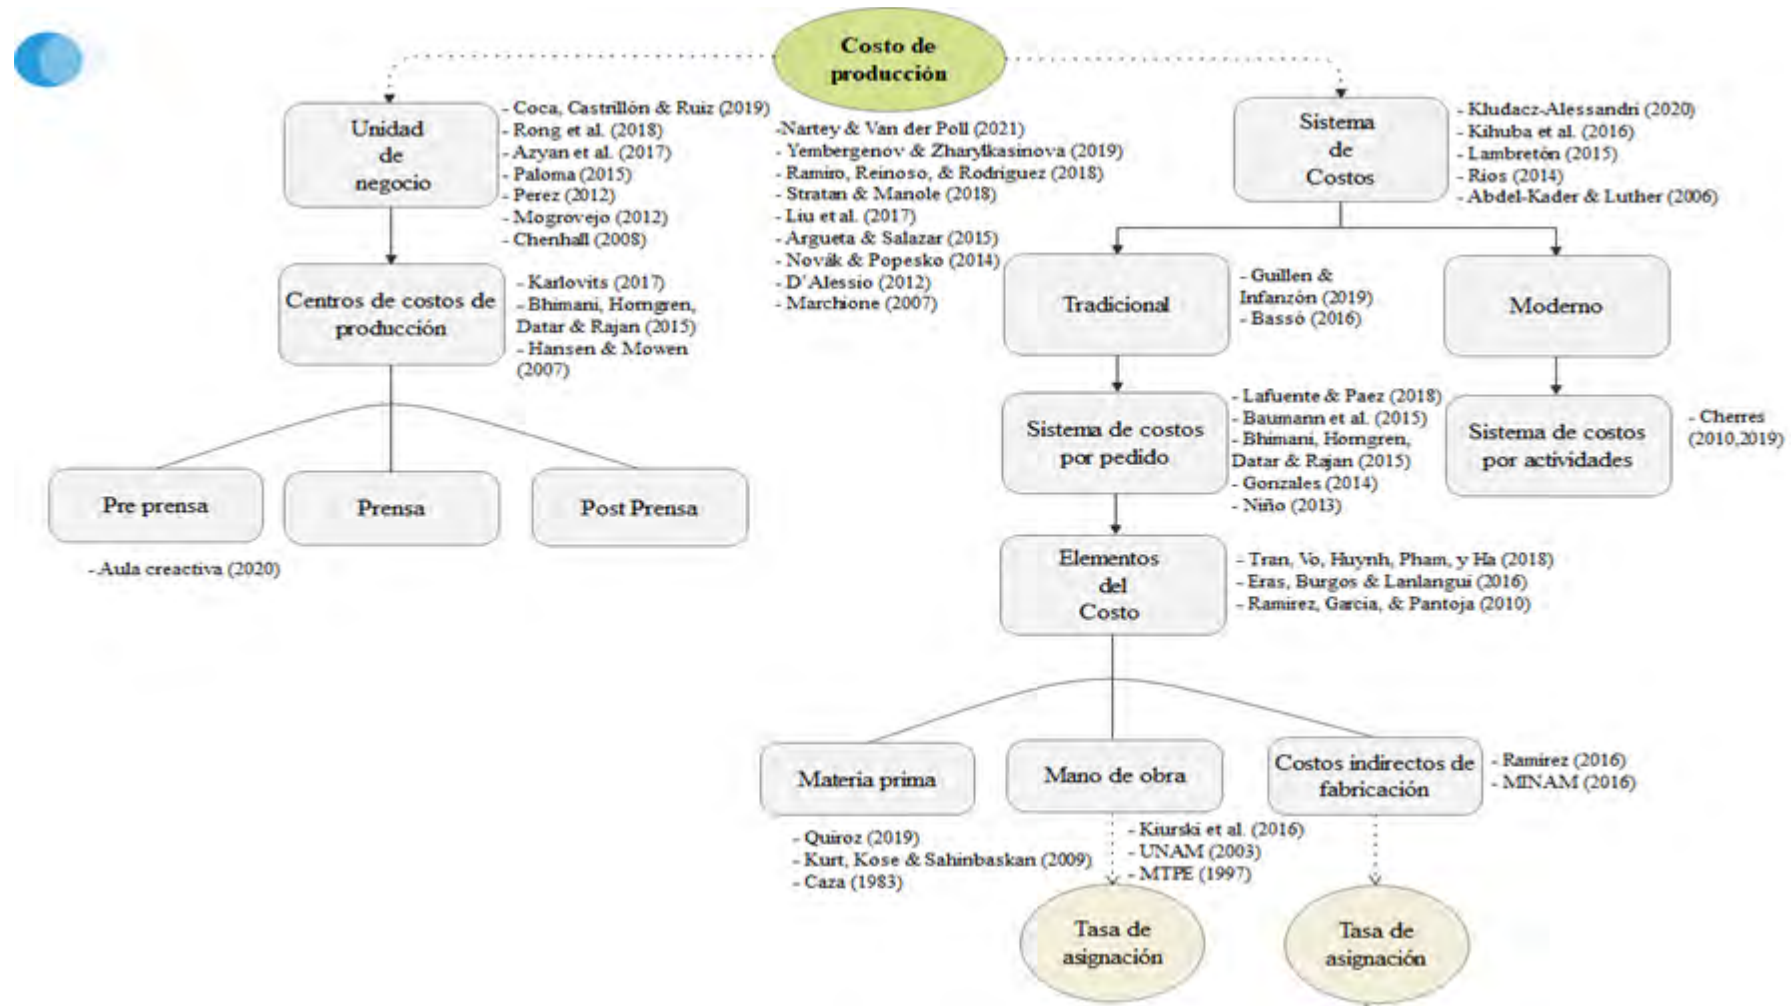 Costo de
producción
Unidad
de
negocio
- Coca, Castrillón & Ruiz (2019)
- Rong et al. (2018)
- Azyan et al. (2017)
- Paloma (2015)
- Perez (2012)
- Mogrovejo (2012)
- Chenhall (2008)
-Nartey & Van der Poll (2021)
- Yembergenov & Zharylkasinova (2019)
- Ramiro, Reinoso, & Rodriguez (2018)
- Stratan & Manole (2018)
- Liu et al. (2017)
- Argueta & Salazar (2015)
- Novák & Popesko (2014)
- D'Alessio (2012)
- Marchione (2007)
Sistema
de
Costos
- Kludacz-Alessandri (2020)
- Kihuba et al. (2016)
- Lambretón (2015)
- Rios (2014)
- Abdel-Kader & Luther (2006)
Centros de costos de
producción
- Karlovits (2017)
- Bhimani, Horngren,
Datar & Rajan (2015)
- Hansen & Mowen
(2007)
Tradicional
- Guillen &
Infanzón (2019)
- Bassó (2016)
Moderno
Pre prensa
Prensa
Post Prensa
- Aula creactiva (2020)
Sistema de costos
por pedido
- Lafuente & Paez (2018)
- Baumann et al. (2015)
- Bhimani, Horngren,
Datar & Rajan (2015)
- Gonzales (2014)
- Niño (2013)
Sistema de costos
por actividades
- Cherres
(2010,2019)
Elementos
del
Costo
- Tran, Vo, Huynh, Pham, y Ha (2018)
- Eras, Burgos & Lanlangui (2016)
- Ramirez, Garcia, & Pantoja (2010)
Materia prima
Mano de obra
Costos indirectos de
fabricación
- Ramirez (2016)
- MINAM (2016)
- Quiroz (2019)
- Kurt, Kose & Sahinbaskan (2009)
- Caza (1983)
- Kiurski et al. (2016)
- UNAM (2003)
- MTPE (1997)
Tasa de
asignación
Tasa de
asignación